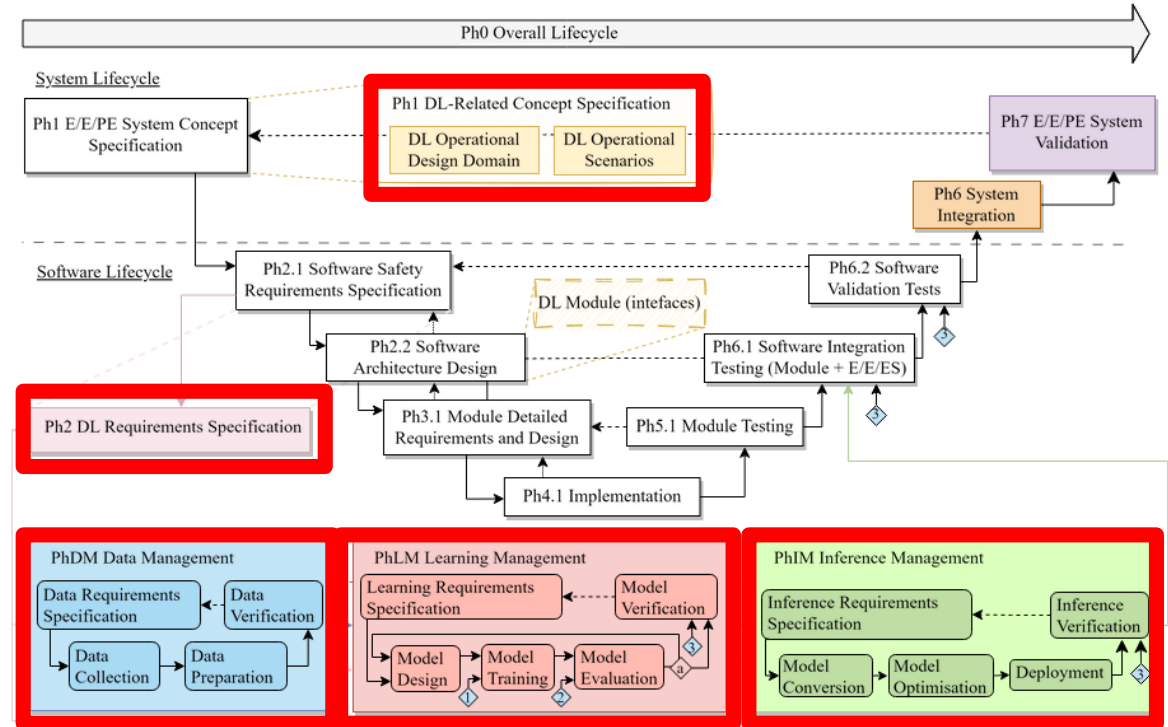 Ph0 Overall Lifecycle
System Lifecycle
Ph1 E/E/PE System Concept
Specification
Ph1 DL-Related Concept Specification
DL Operational
Design Domain
DL Operational
Scenarios
Ph7 E/E/PE System
Validation
Ph6 System
Integration
Software Lifecycle
Ph2.1 Software Safety
Requirements Specification
Ph6.2 Software
Validation Tests
DL Module (intefaces)
3
Ph2.2 Software
Architecture Design
Ph6.1 Software Integration
Testing (Module + E/E/ES)
3
Ph2 DL Requirements Specification
Ph3.1 Module Detailed
Requirements and Design
Ph5.1 Module Testing
Ph4.1 Implementation
PhDM Data Management
Data Requirements
Specification
Data
Verification
Data
Collection
Data
Preparation
PhLM Learning Management
Learning Requirements
Specification
Model
Verification
3
Model
Design
Model
Training
Model
Evaluation
a
1
2
PhIM Inference Management
Inference Requirements
Specification
Inference
Verification
Model
Conversion
Model
Optimisation
Deployment
3